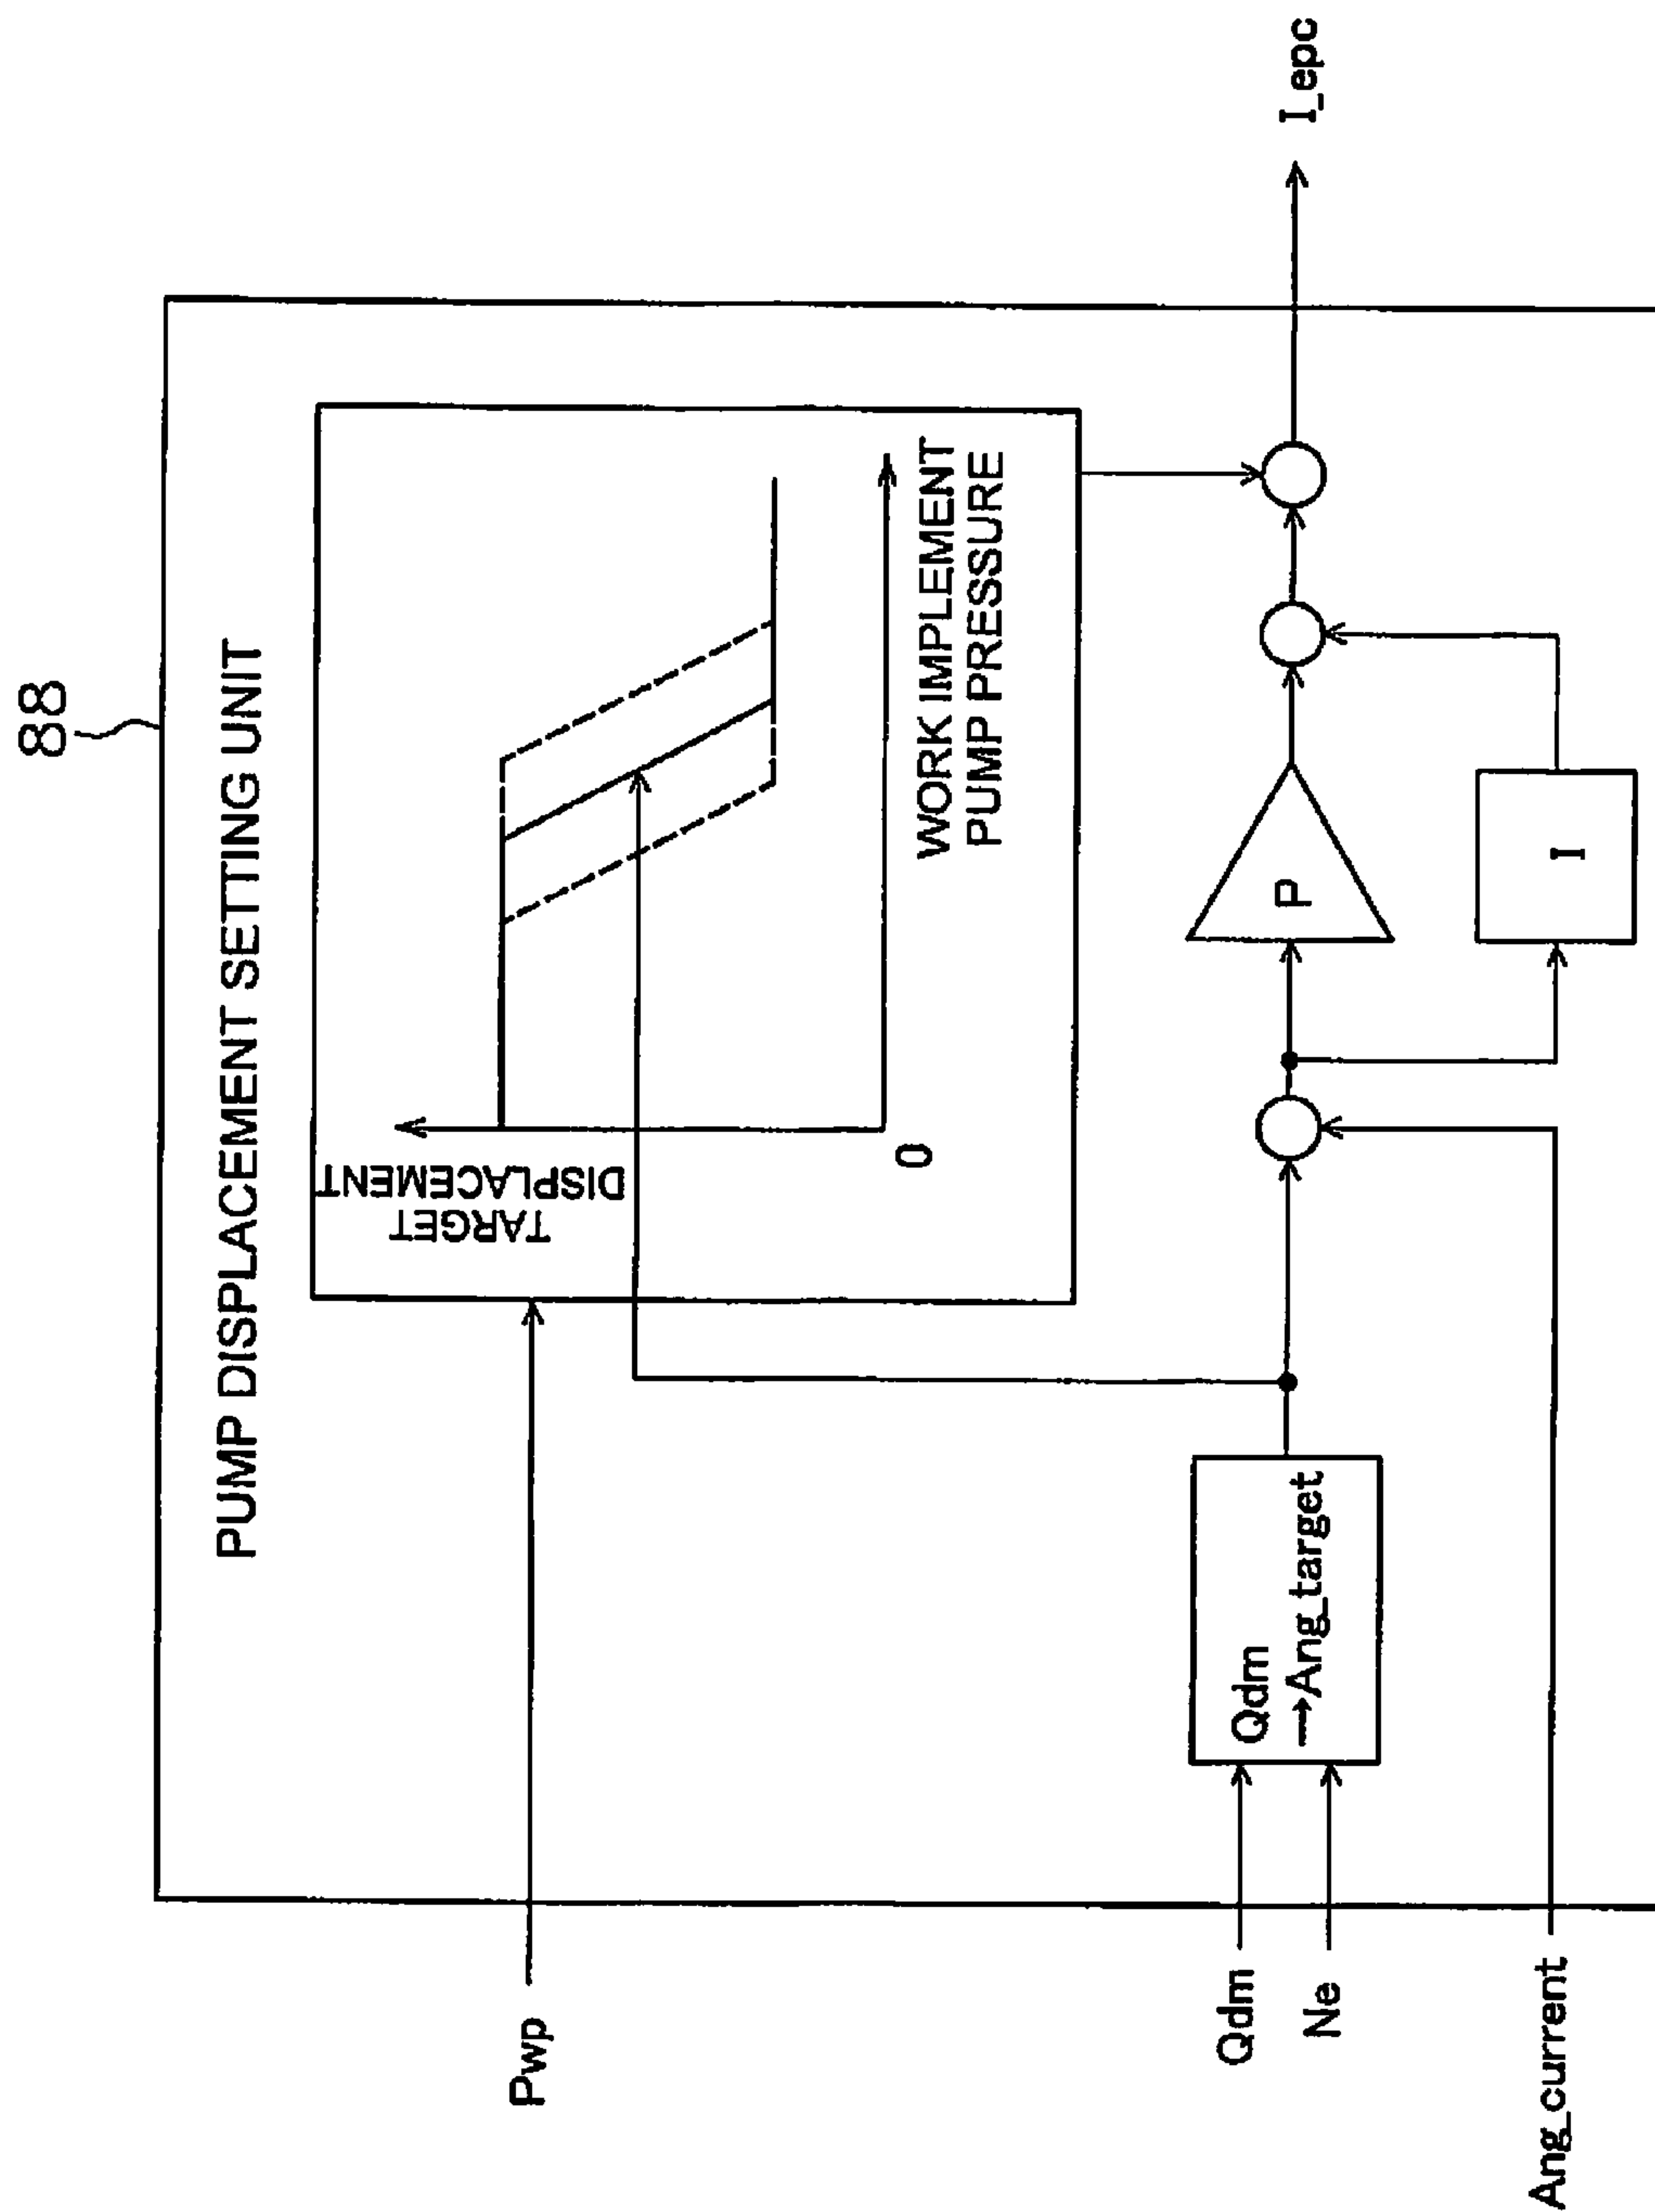 88
PUMP DISPLACEMENT SETTING UNIT
TARGET
DISPLACEMENT
0
WORK IMPLEMENT
PUMP PRESSURE
Pwp
Qdm
Ne
Qdm
→Ang_target
P
I
I_epc
Ang_current